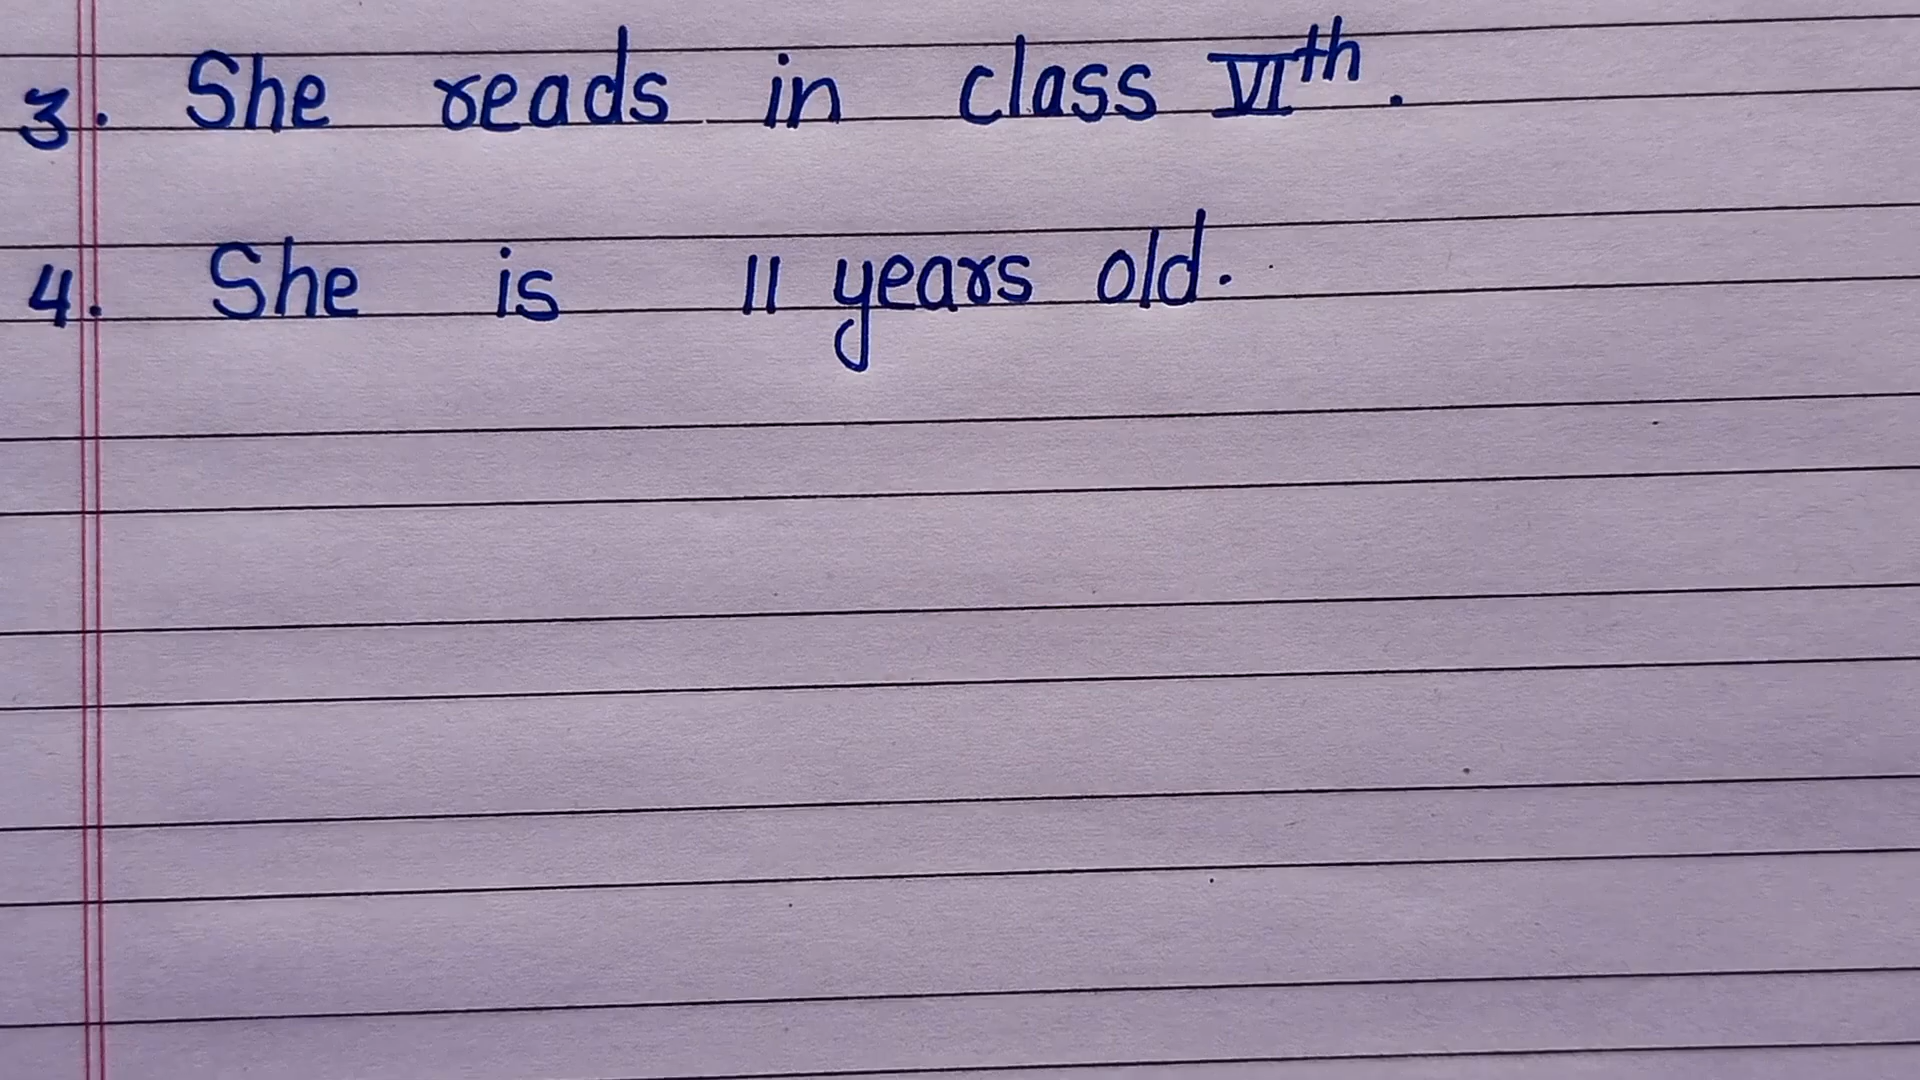 3. She reads in class VIth.
4. She is 11 years old.